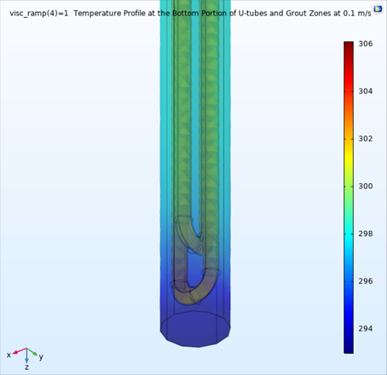 visc_ramp(4)=1 Temperature Profile at the Bottom Portion of U-tubes and Grout Zones at 0.1 m/s
306
304
302
300
298
296
294
x
y
z